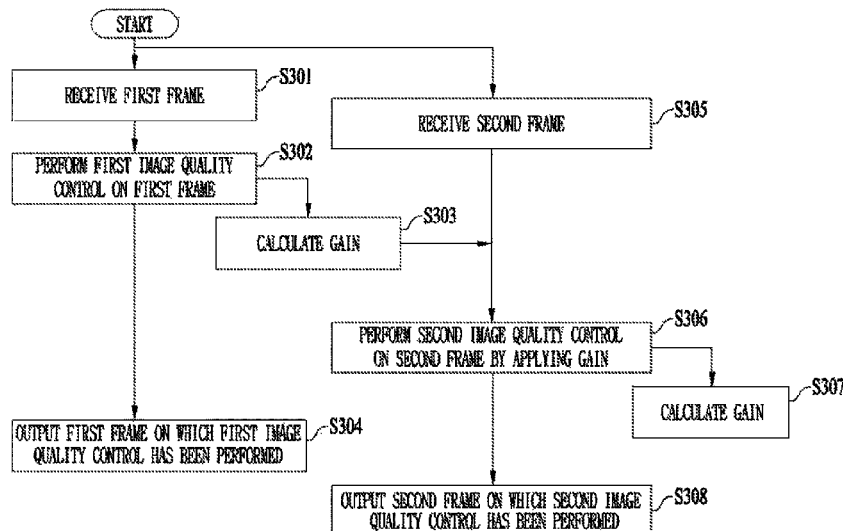 START
S301
RECEIVE FIRST FRAME
S305
RECEIVE SECOND FRAME
S302
PERFORM FIRST IMAGE QUALITY
CONTROL ON FIRST FRAME
S303
CALCULATE GAIN
S306
PERFORM SECOND IMAGE QUALITY CONTROL
ON SECOND FRAME BY APPLYING GAIN
S307
CALCULATE GAIN
S304
OUTPUT FIRST FRAME ON WHICH FIRST IMAGE
QUALITY CONTROL HAS BEEN PERFORMED
S308
OUTPUT SECOND FRAME ON WHICH SECOND IMAGE
QUALITY CONTROL HAS BEEN PERFORMED